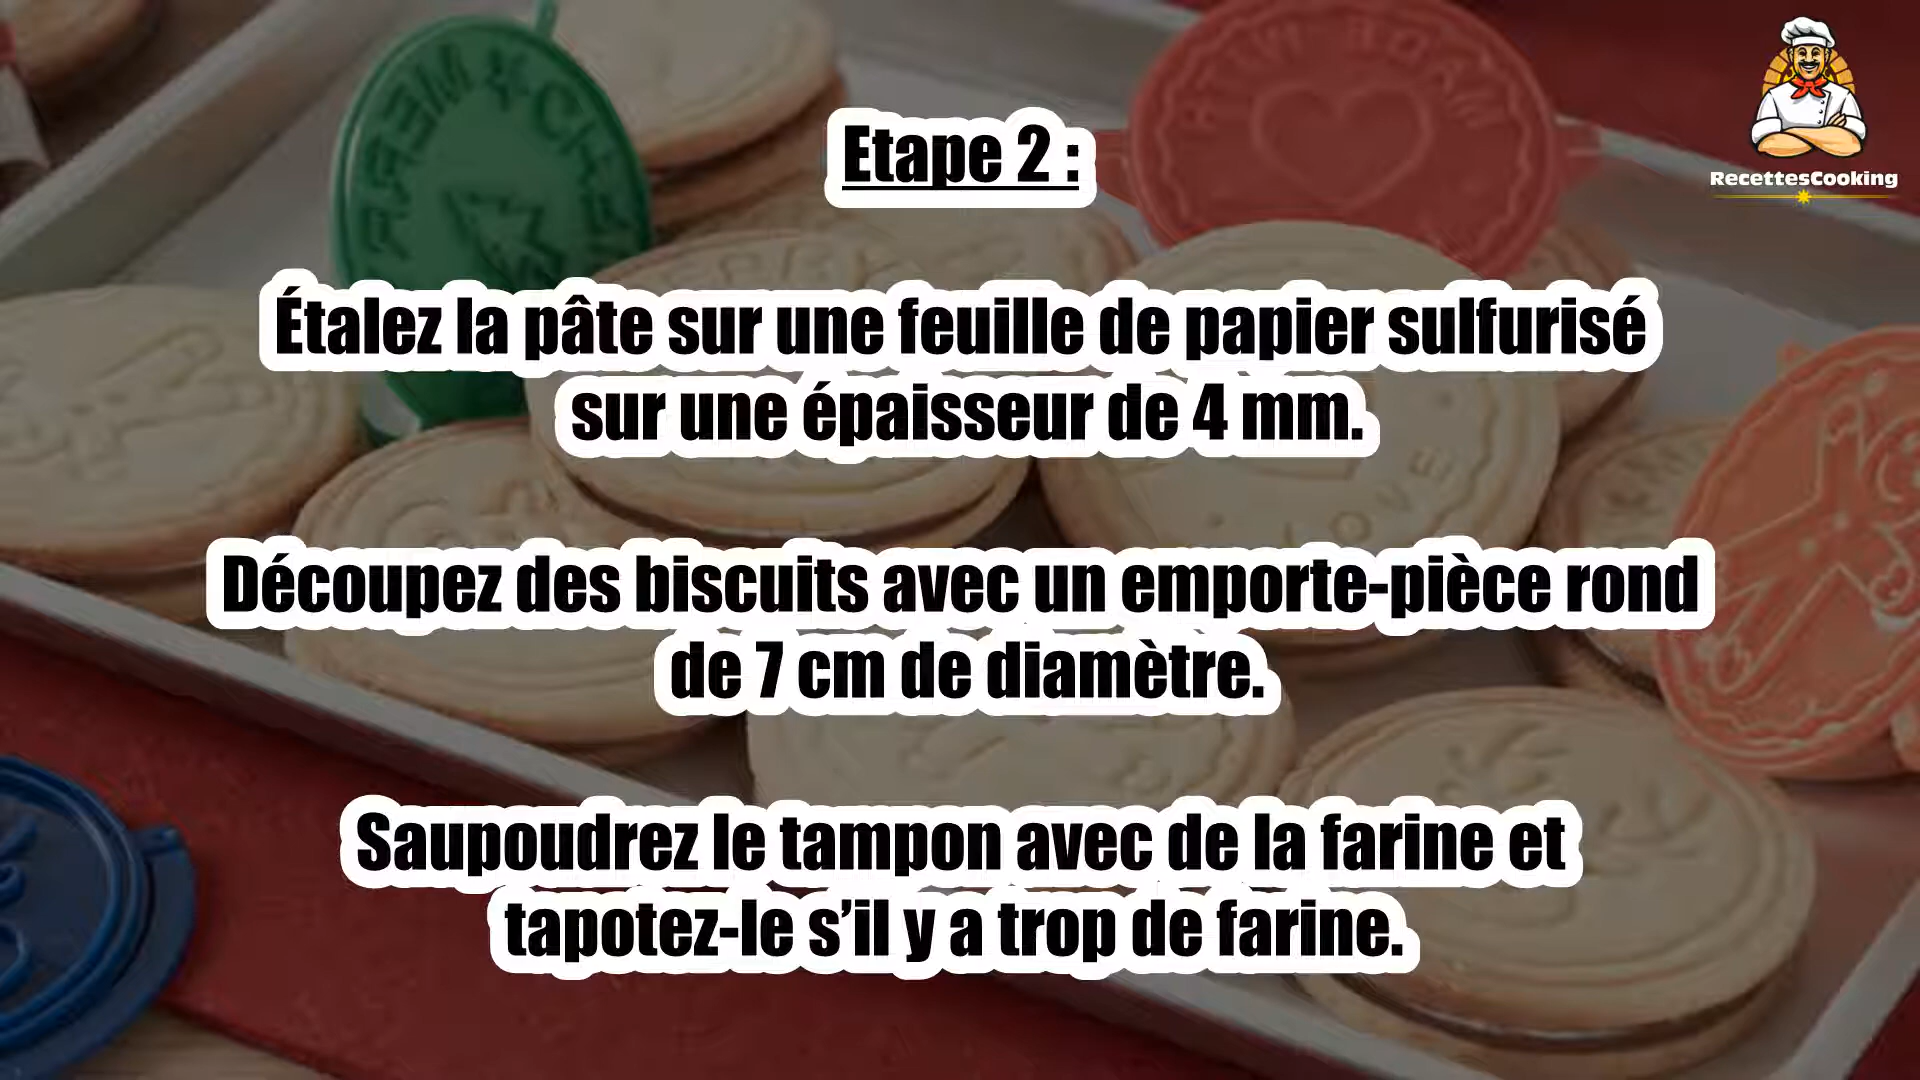 RecettesCooking
Etape 2 :
Étalez la pâte sur une feuille de papier sulfurisé
sur une épaisseur de 4 mm.
Découpez des biscuits avec un emporte-pièce rond
de 7 cm de diamètre.
Saupoudrez le tampon avec de la farine et
tapotez-le s’il y a trop de farine.
LOVE